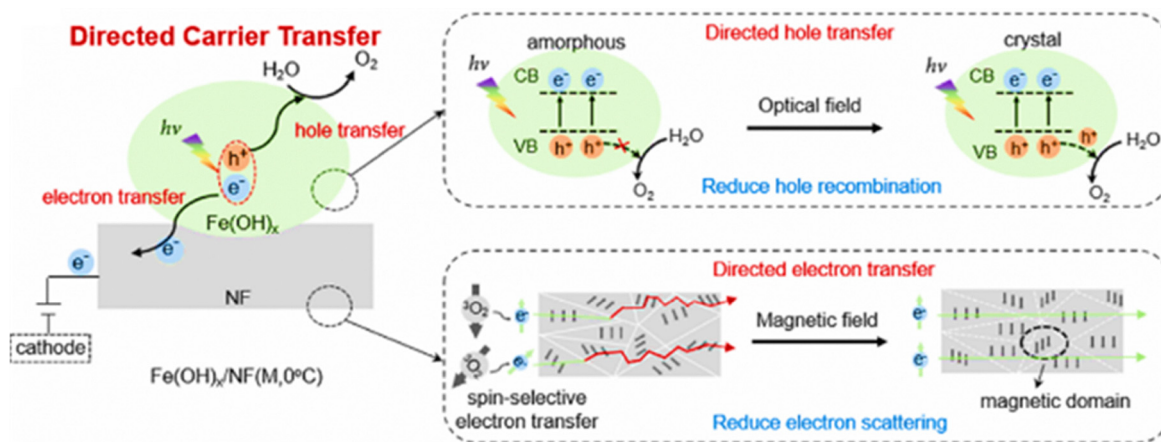 Directed Carrier Transfer
H₂O
O₂
hν
hole transfer
h⁺
e⁻
electron transfer
Fe(OH)ₓ
e⁻
e⁻
NF
cathode
Fe(OH)ₓ/NF(M,0°C)
amorphous
Directed hole transfer
crystal
hν
CB
e⁻ e⁻
Optical field
VB
h⁺ h⁺
H₂O
O₂
Reduce hole recombination
hν
CB
e⁻ e⁻
VB
h⁺ h⁺
h⁺
H₂O
O₂
Directed electron transfer
³O₂
e⁻
e⁻
Magnetic field
e⁻
e⁻
spin-selective
electron transfer
Reduce electron scattering
magnetic domain